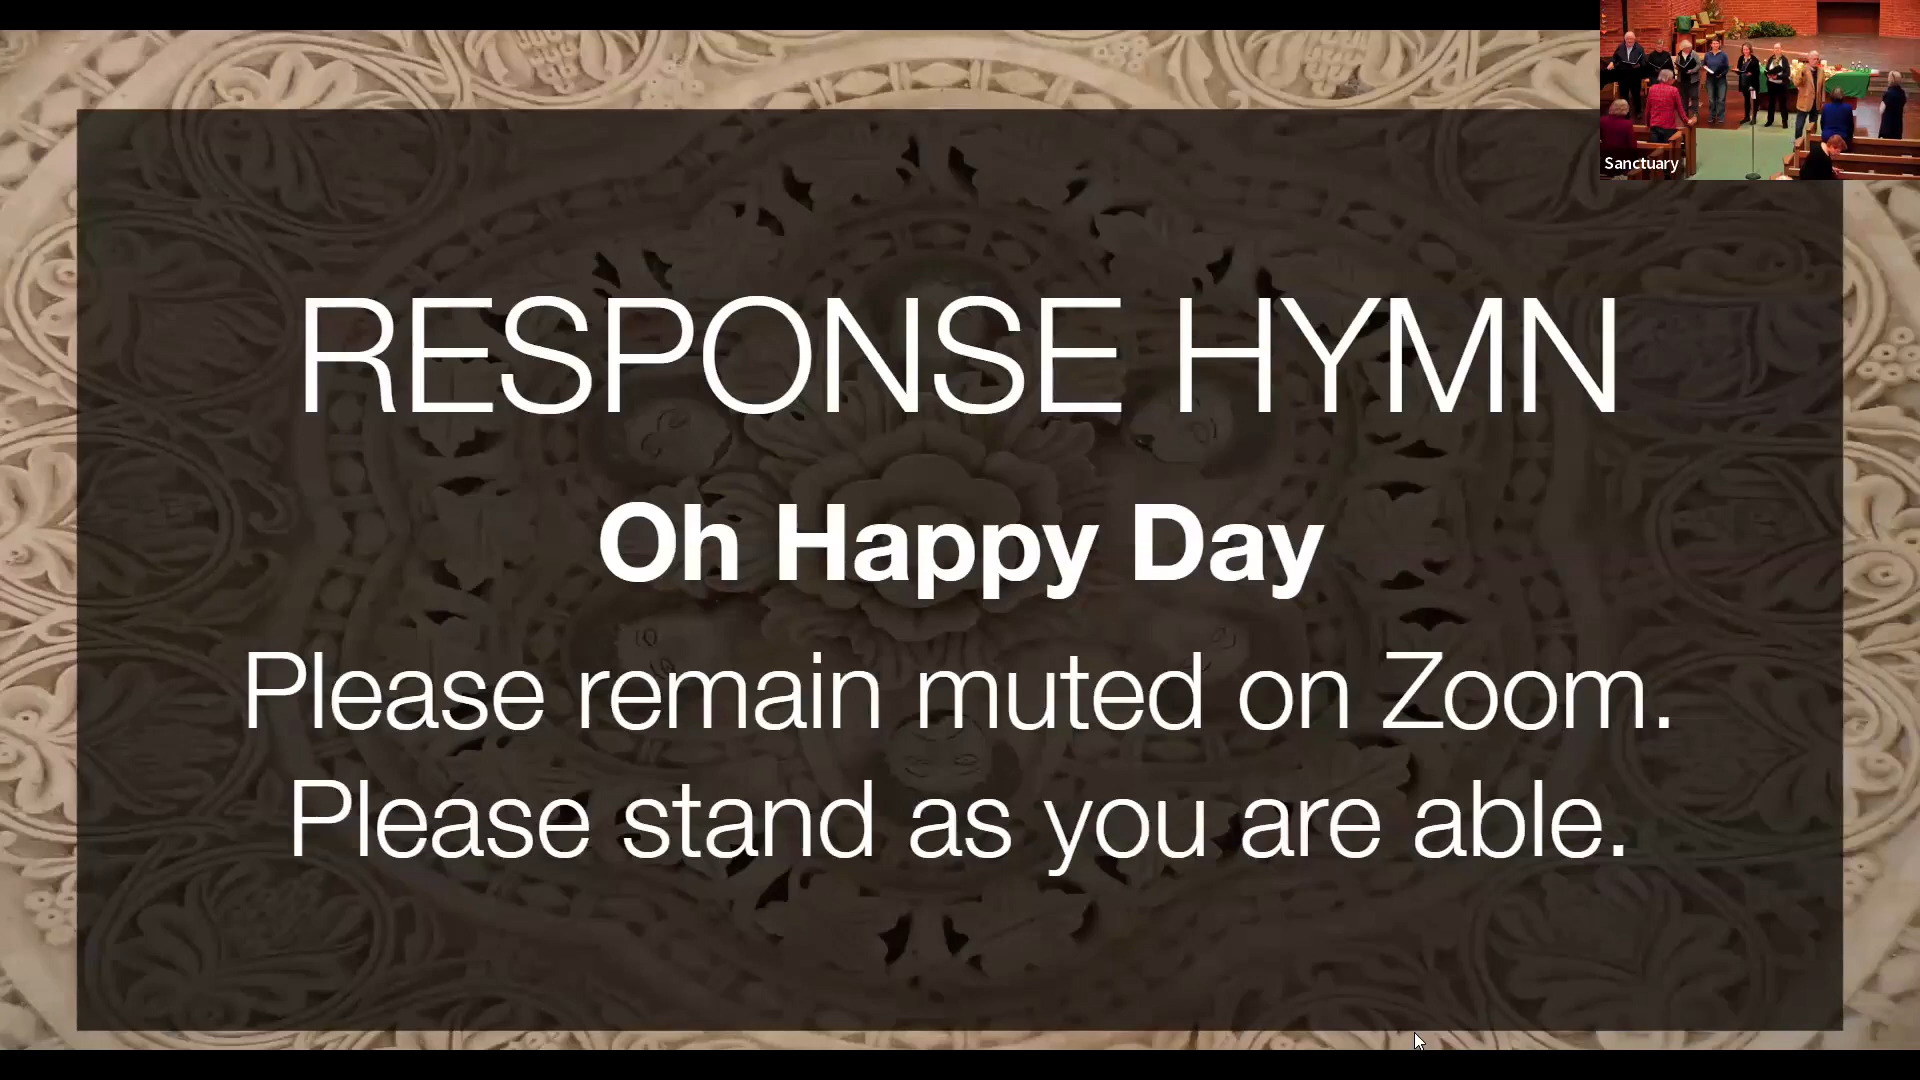 RESPONSE HYMN
Oh Happy Day
Please remain muted on Zoom.
Please stand as you are able.
Sanctuary